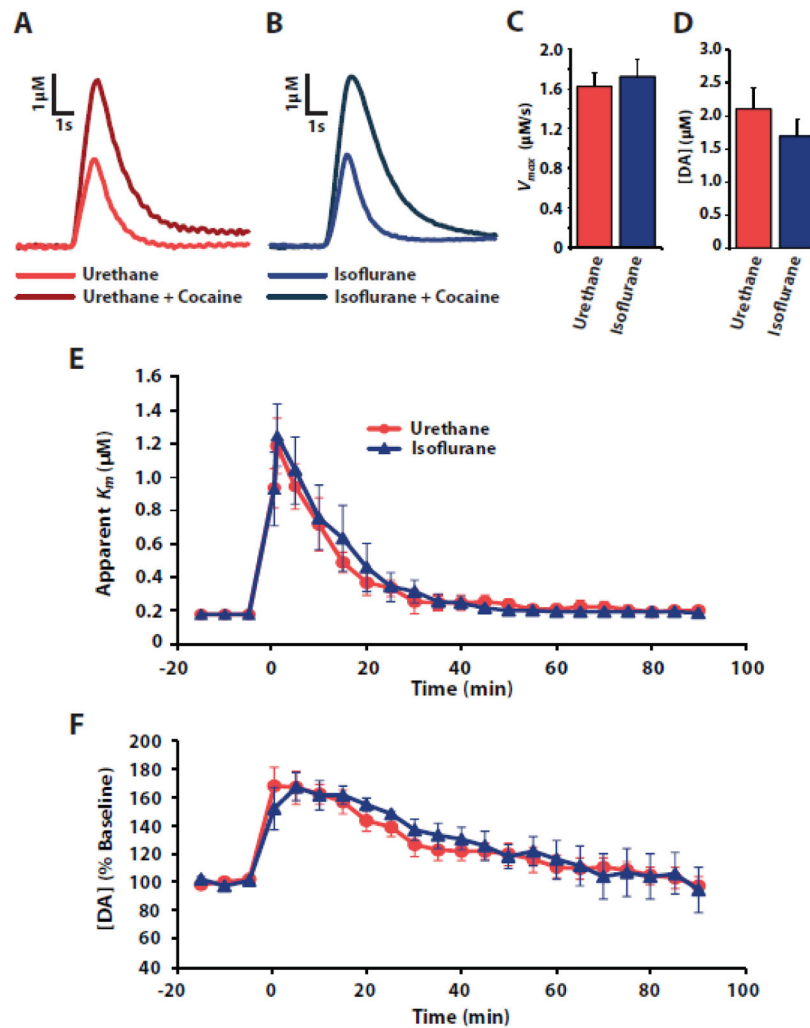 A
B
C
D
1μM
1s
1μM
1s
Urethane
Urethane + Cocaine
Isoflurane
Isoflurane + Cocaine
Vmax (μM/s)
2.0
1.6
1.2
.8
.4
0
Urethane
Isoflurane
[DA] (μM)
3.0
2.5
2.0
1.5
1.0
0.5
0
Urethane
Isoflurane
E
Apparent Km (μM)
1.6
1.4
1.2
1.0
0.8
0.6
0.4
0.2
0
Urethane
Isoflurane
-20
0
20
40
60
80
100
Time (min)
F
[DA] (% Baseline)
200
180
160
140
120
100
80
60
40
-20
0
20
40
60
80
100
Time (min)